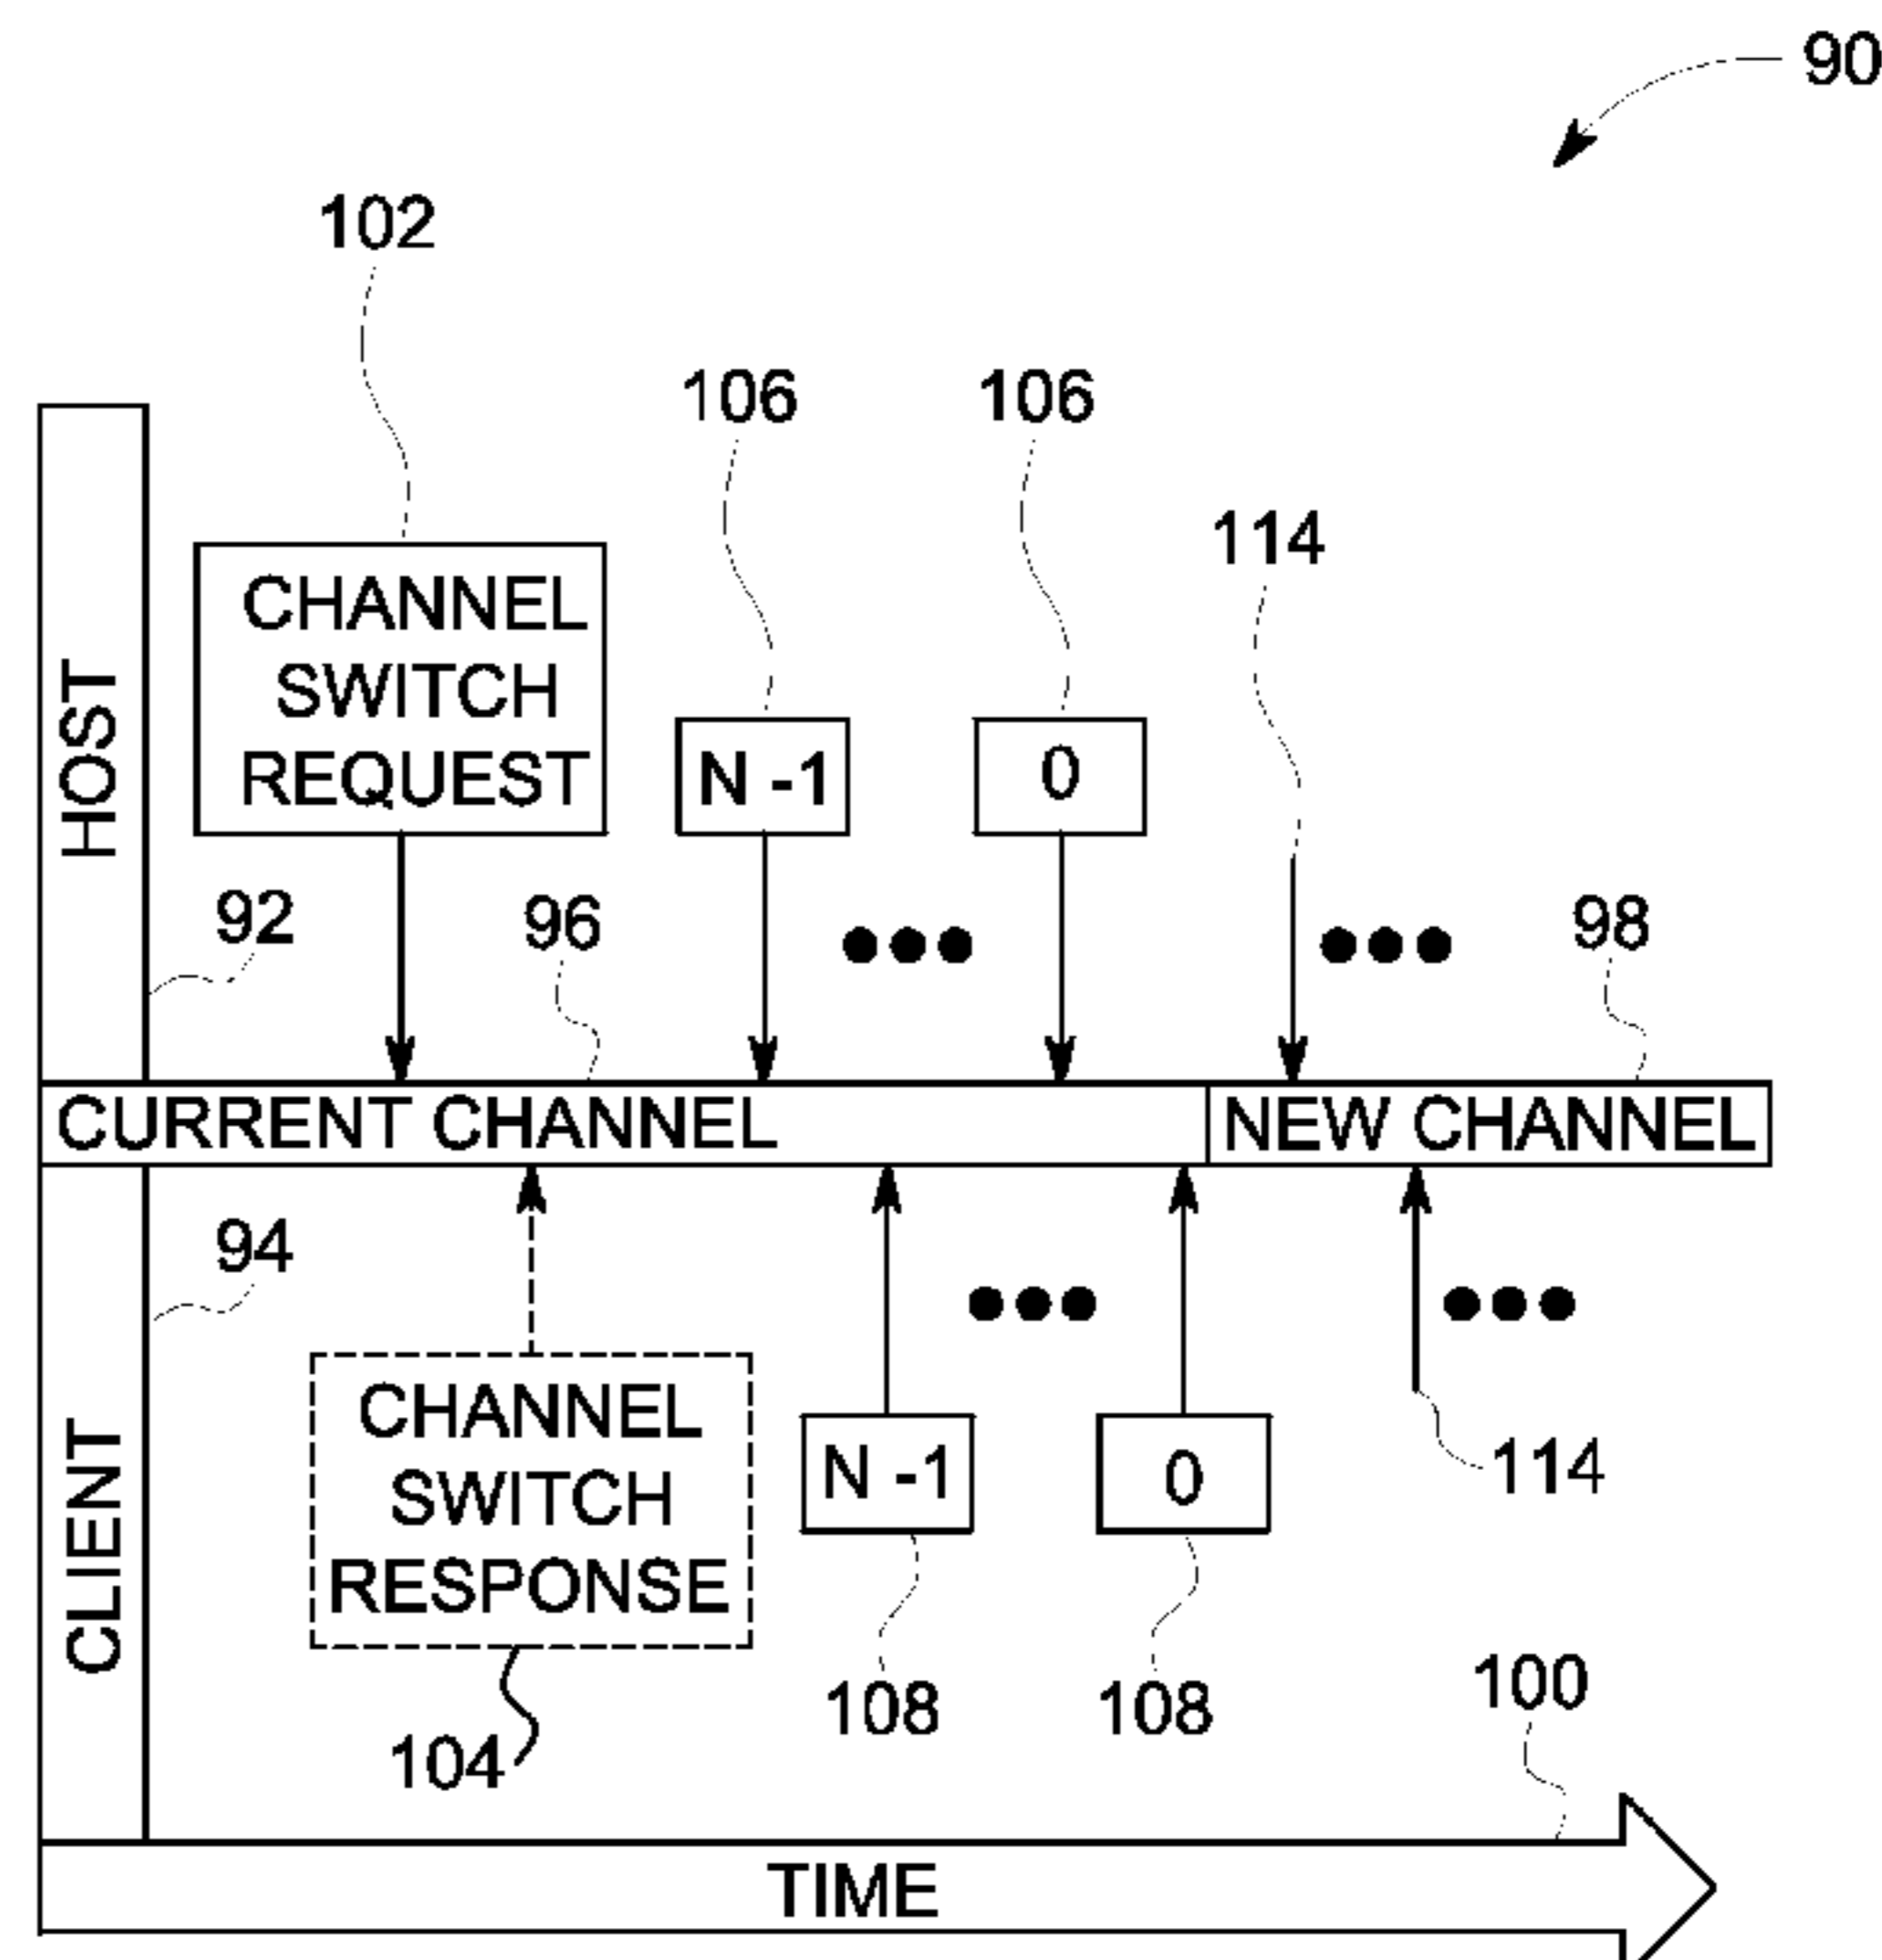 90
102
106
106
114
CHANNEL
SWITCH
REQUEST
N -1
0
HOST
92
96
98
CURRENT CHANNEL
NEW CHANNEL
94
CLIENT
CHANNEL
SWITCH
RESPONSE
N -1
0
114
104
108
108
100
TIME